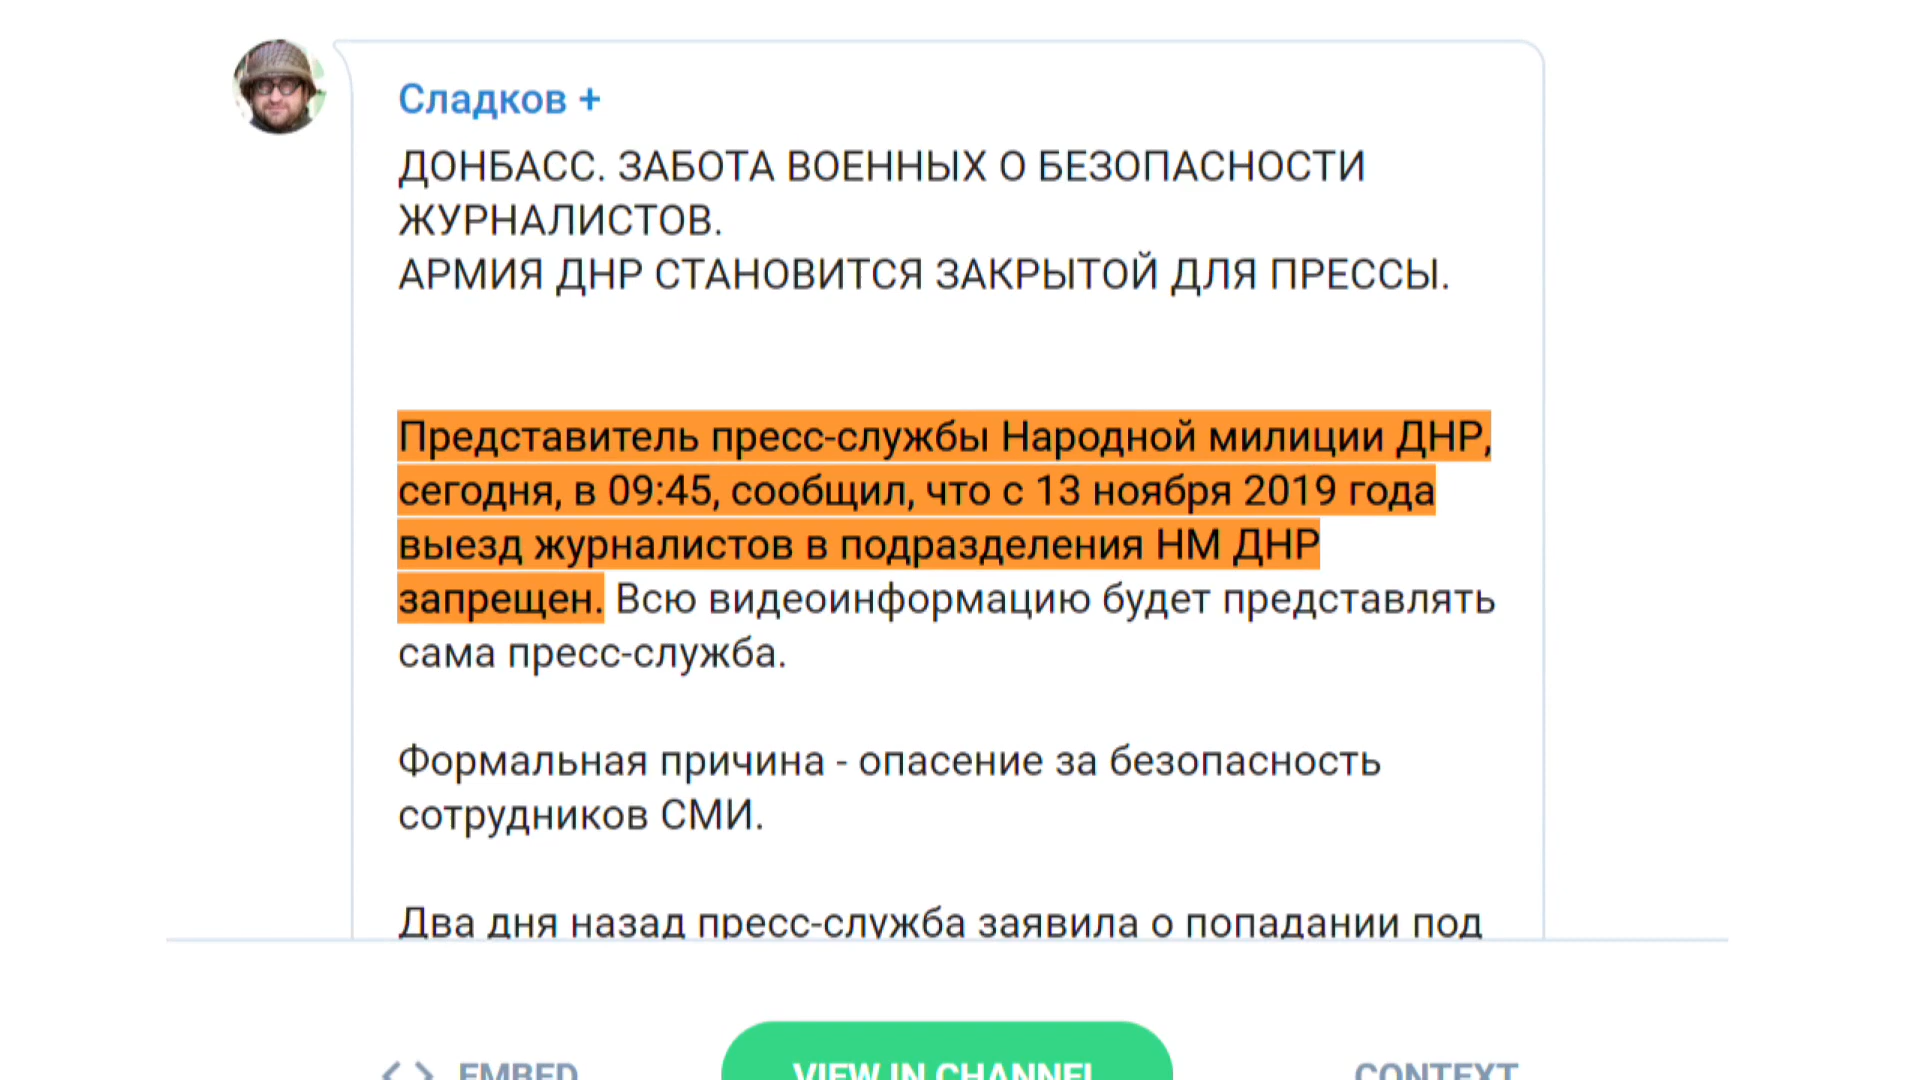 Сладков +
ДОНБАСС. ЗАБОТА ВОЕННЫХ О БЕЗОПАСНОСТИ
ЖУРНАЛИСТОВ.
АРМИЯ ДНР СТАНОВИТСЯ ЗАКРЫТОЙ ДЛЯ ПРЕССЫ.
Представитель пресс-службы Народной милиции ДНР,
сегодня, в 09:45, сообщил, что с 13 ноября 2019 года
выезд журналистов в подразделения НМ ДНР
запрещен. Всю видеоинформацию будет представлять
сама пресс-служба.
Формальная причина - опасение за безопасность
сотрудников СМИ.
Два дня назад пресс-служба заявила о попадании под
EMBED
VIEW IN CHANNEL
CONTEXT